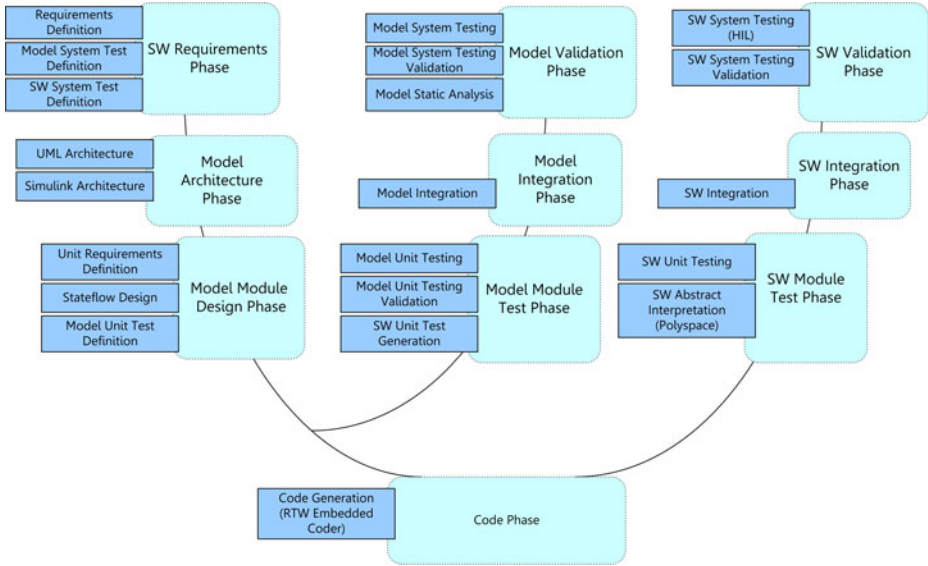 Requirements
Definition
Model System Test
Definition
SW System Test
Definition
SW Requirements
Phase
Model System Testing
Model System Testing
Validation
Model Static Analysis
Model Validation
Phase
SW System Testing
(HIL)
SW System Testing
Validation
SW Validation
Phase
UML Architecture
Simulink Architecture
Model
Architecture
Phase
Model Integration
Model
Integration
Phase
SW Integration
SW Integration
Phase
Unit Requirements
Definition
Stateflow Design
Model Unit Test
Definition
Model Module
Design Phase
Model Unit Testing
Model Unit Testing
Validation
SW Unit Test
Generation
Model Module
Test Phase
SW Unit Testing
SW Abstract
Interpretation
(Polyspace)
SW Module
Test Phase
Code Generation
(RTW Embedded
Coder)
Code Phase